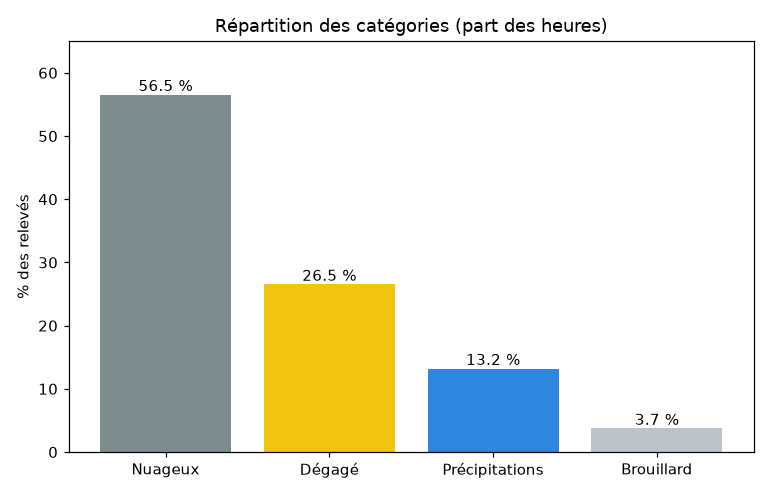 Répartition des catégories (part des heures)
% des relevés
60
50
40
30
20
10
0
56.5 %
26.5 %
13.2 %
3.7 %
Nuageux
Dégagé
Précipitations
Brouillard